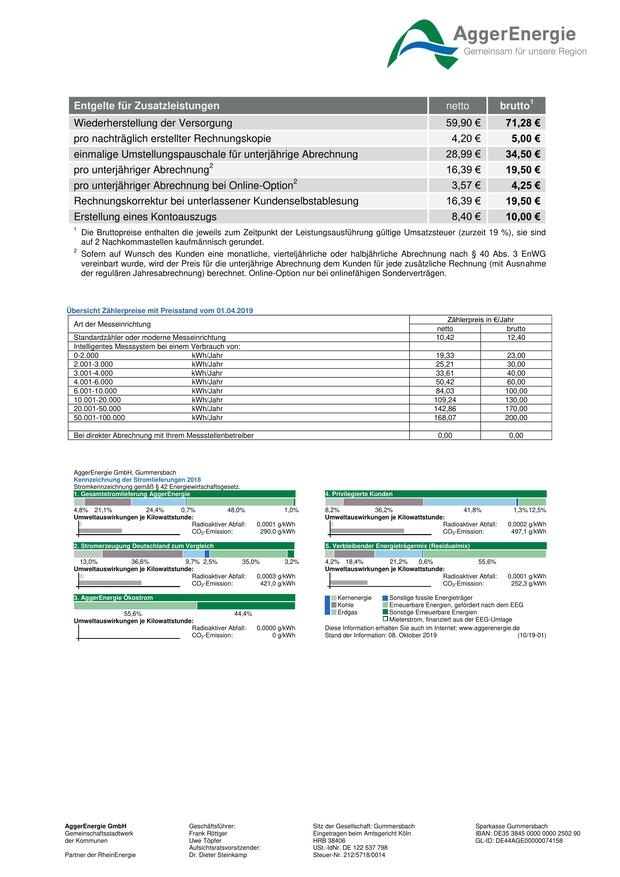 AggerEnergie
Gemeinsam für unsere Region
Entgelte für Zusatzleistungen netto brutto1
Wiederherstellung der Versorgung 59,90 € 71,28 €
pro nachträglich erstellter Rechnungskopie 4,20 € 5,00 €
einmalige Umstellungspauschale für unterjährige Abrechnung 28,99 € 34,50 €
pro unterjähriger Abrechnung2 16,39 € 19,50 €
pro unterjähriger Abrechnung bei Online-Option2 3,57 € 4,25 €
Rechnungskorrektur bei unterlassener Kundenselbstablesung 16,39 € 19,50 €
Erstellung eines Kontoauszugs 8,40 € 10,00 €
1 Die Bruttopreise enthalten die jeweils zum Zeitpunkt der Leistungsausführung gültige Umsatzsteuer (zurzeit 19 %), sie sind
auf 2 Nachkommastellen kaufmännisch gerundet.
2 Sofern auf Wunsch des Kunden eine monatliche, vierteljährliche oder halbjährliche Abrechnung nach § 40 Abs. 3 EnWG
vereinbart wurde, wird der Preis für die unterjährige Abrechnung dem Kunden für jede zusätzliche Rechnung (mit Ausnahme
der regulären Jahresabrechnung) berechnet. Online-Option nur bei onlinefähigen Sonderverträgen.
Übersicht Zählerpreise mit Preisstand vom 01.04.2019
Art der Messeinrichtung Zählerpreis in €/Jahr
netto brutto
Standardzähler oder moderne Messeinrichtung 10,42 12,40
Intelligentes Messsystem bei einem Verbrauch von:
0-2.000 kWh/Jahr 19,33 23,00
2.001-3.000 kWh/Jahr 25,21 30,00
3.001-4.000 kWh/Jahr 33,61 40,00
4.001-6.000 kWh/Jahr 50,42 60,00
6.001-10.000 kWh/Jahr 84,03 100,00
10.001-20.000 kWh/Jahr 109,24 130,00
20.001-50.000 kWh/Jahr 142,86 170,00
50.001-100.000 kWh/Jahr 168,07 200,00
Bei direkter Abrechnung mit Ihrem Messstellenbetreiber 0,00 0,00
AggerEnergie GmbH, Gummersbach
Kennzeichnung der Stromlieferungen 2018
Stromkennzeichnung gemäß § 42 Energiewirtschaftsgesetz.
1. Gesamtstromlieferung AggerEnergie
4,8% 21,1% 24,4% 0,7% 48,0% 1,0%
Umweltauswirkungen je Kilowattstunde:
Radioaktiver Abfall: 0,0001 g/kWh
CO2-Emission: 290,0 g/kWh
2. Stromerzeugung Deutschland zum Vergleich
13,0% 36,6% 9,7% 2,5% 35,0% 3,2%
Umweltauswirkungen je Kilowattstunde:
Radioaktiver Abfall: 0,0003 g/kWh
CO2-Emission: 421,0 g/kWh
3. AggerEnergie Ökostrom
55,6% 44,4%
Umweltauswirkungen je Kilowattstunde:
Radioaktiver Abfall: 0,0000 g/kWh
CO2-Emission: 0 g/kWh
4. Privilegierte Kunden
8,2% 36,2% 41,8% 1,3% 12,5%
Umweltauswirkungen je Kilowattstunde:
Radioaktiver Abfall: 0,0002 g/kWh
CO2-Emission: 497,1 g/kWh
5. Verbleibender Energieträgermix (Residualmix)
4,2% 18,4% 21,2% 0,6% 55,6%
Umweltauswirkungen je Kilowattstunde:
Radioaktiver Abfall: 0,0001 g/kWh
CO2-Emission: 252,3 g/kWh
Kernenergie Sonstige fossile Energieträger
Kohle Erneuerbare Energien, gefördert nach dem EEG
Erdgas Sonstige Erneuerbare Energien
Mieterstrom, finanziert aus der EEG-Umlage
Diese Information erhalten Sie auch im Internet: www.aggerenergie.de
Stand der Information: 08. Oktober 2019 (10/19-01)
AggerEnergie GmbH
Gemeinschaftsstadtwerk
der Kommunen
Partner der RheinEnergie
Geschäftsführer:
Frank Röttger
Uwe Töpfer
Aufsichtsratsvorsitzender:
Dr. Dieter Steinkamp
Sitz der Gesellschaft: Gummersbach
Eingetragen beim Amtsgericht Köln
HRB 38406
USt.-IdNr. DE 122 537 798
Steuer-Nr. 212/5718/0014
Sparkasse Gummersbach
IBAN: DE35 3845 0000 0000 2502 90
GL-ID: DE44AGE00000074158